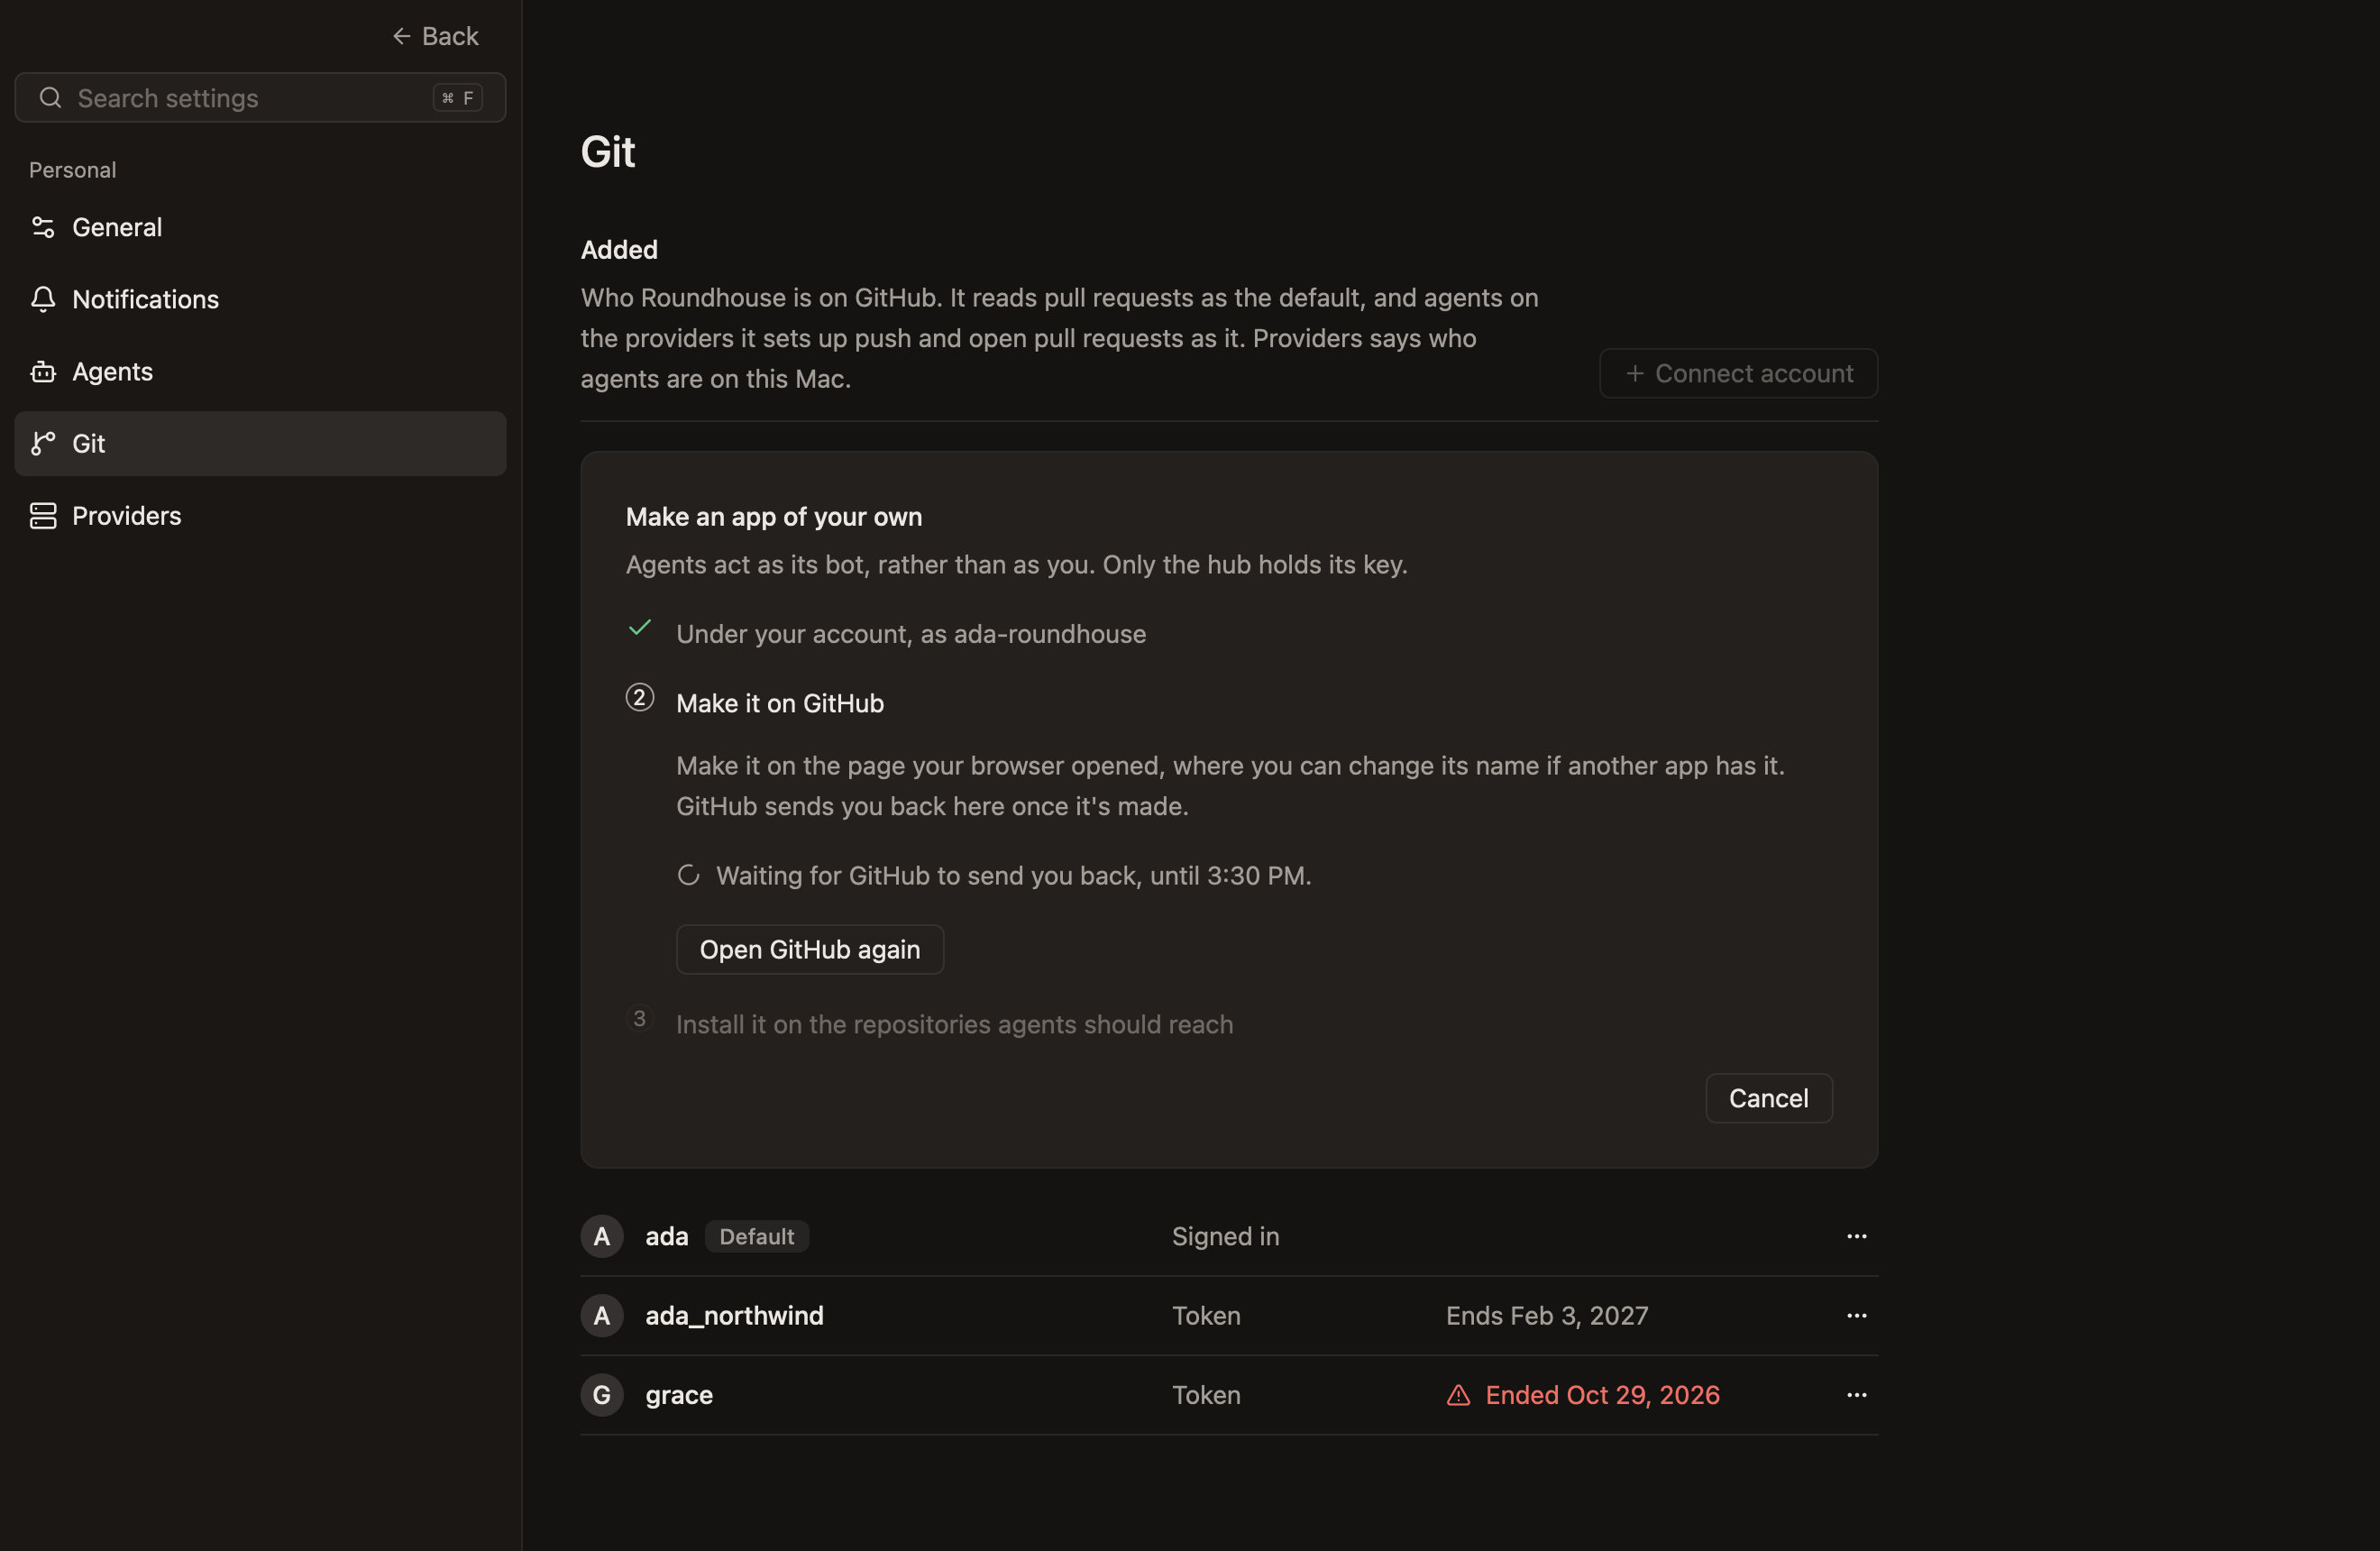 Back
Search settings
⌘ F
Personal
General
Notifications
Agents
Git
Providers
Git
Added
Who Roundhouse is on GitHub. It reads pull requests as the default, and agents on
the providers it sets up push and open pull requests as it. Providers says who
agents are on this Mac.
+ Connect account
Make an app of your own
Agents act as its bot, rather than as you. Only the hub holds its key.
Under your account, as ada-roundhouse
2 Make it on GitHub
Make it on the page your browser opened, where you can change its name if another app has it.
GitHub sends you back here once it's made.
Waiting for GitHub to send you back, until 3:30 PM.
Open GitHub again
3 Install it on the repositories agents should reach
Cancel
A ada Default Signed in
A ada_northwind Token Ends Feb 3, 2027
G grace Token Ended Oct 29, 2026